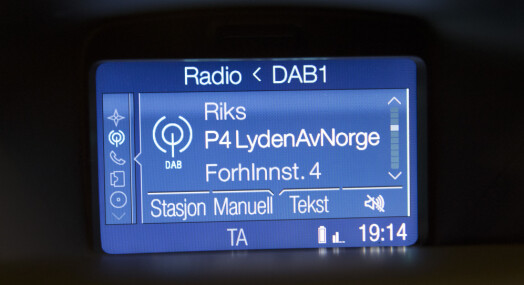 Radio < DAB1
Riks
P4 LydenAvNorge
DAB
ForhInnst. 4
Stasjon Manuell Tekst
TA 19:14